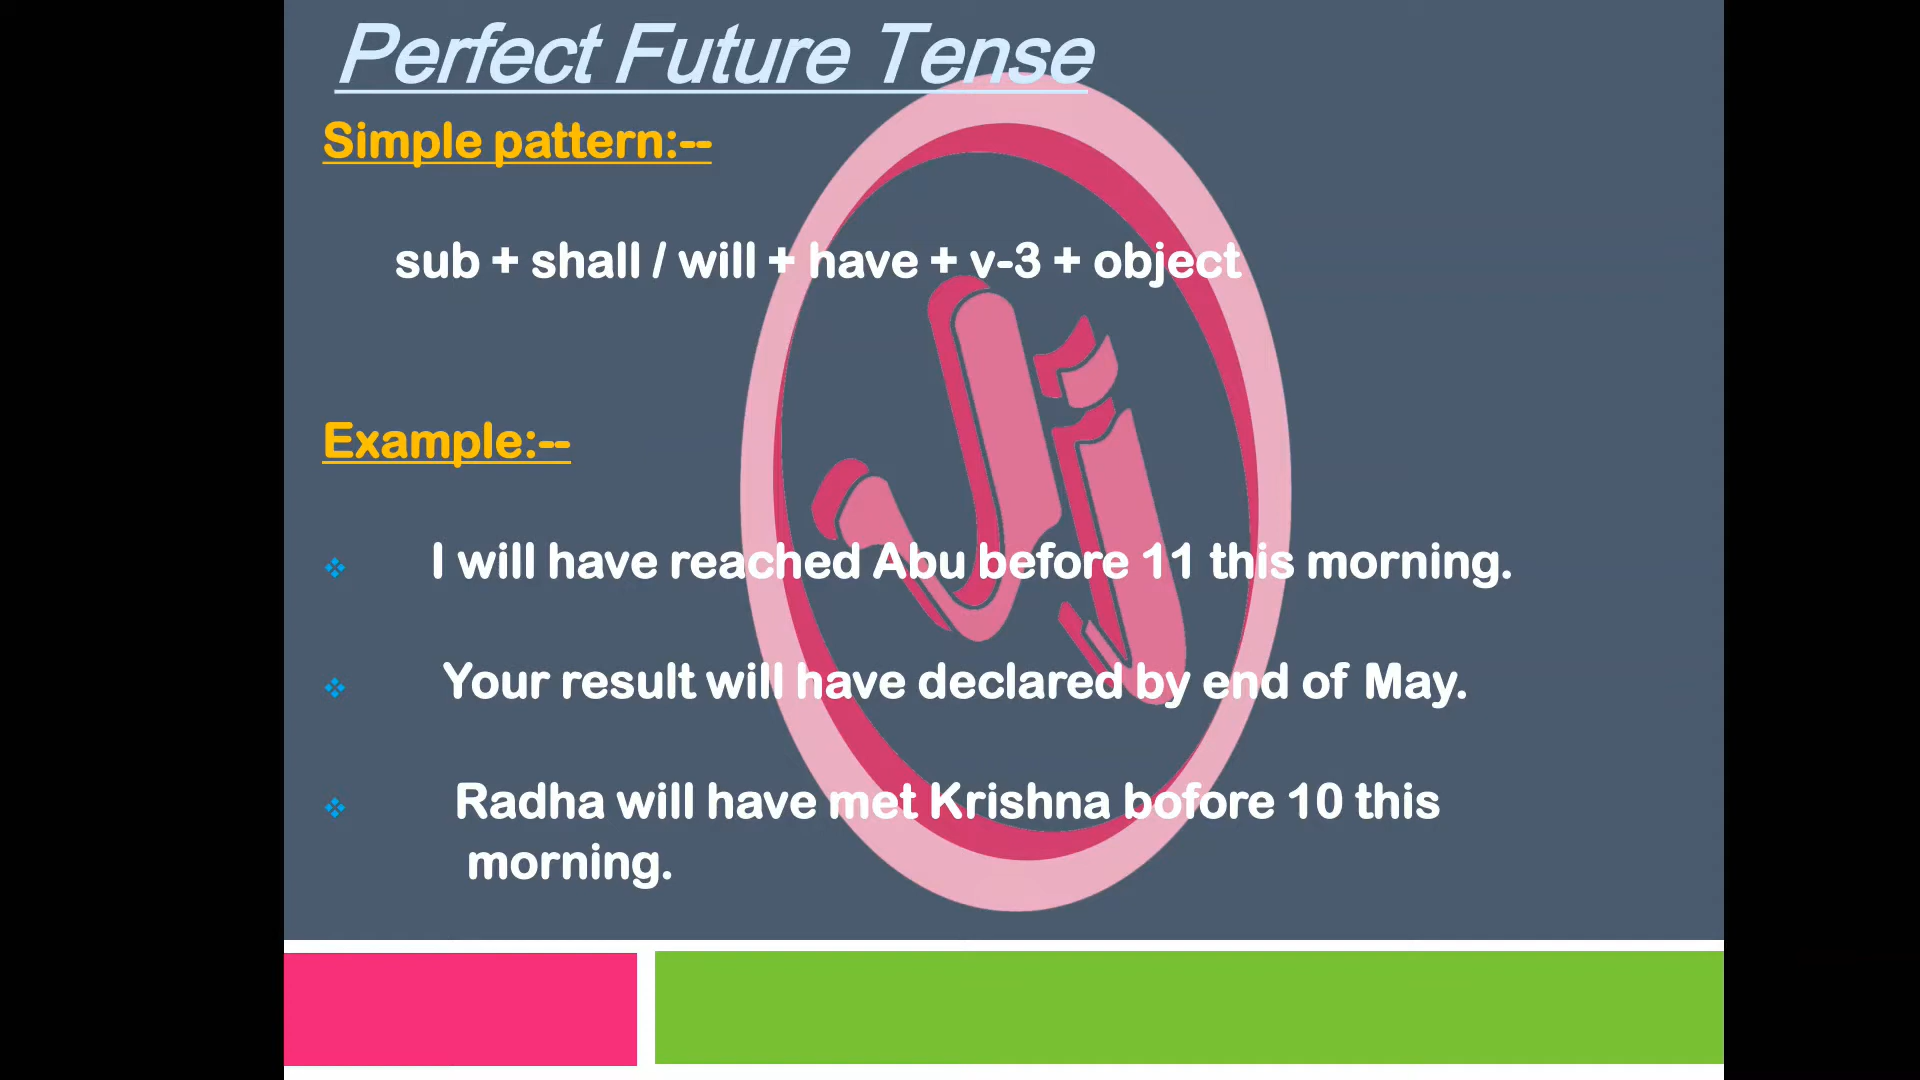 Perfect Future Tense
Simple pattern:--
sub + shall / will + have + v-3 + object
Example:--
❖ I will have reached Abu before 11 this morning.
❖ Your result will have declared by end of May.
❖ Radha will have met Krishna bofore 10 this
morning.